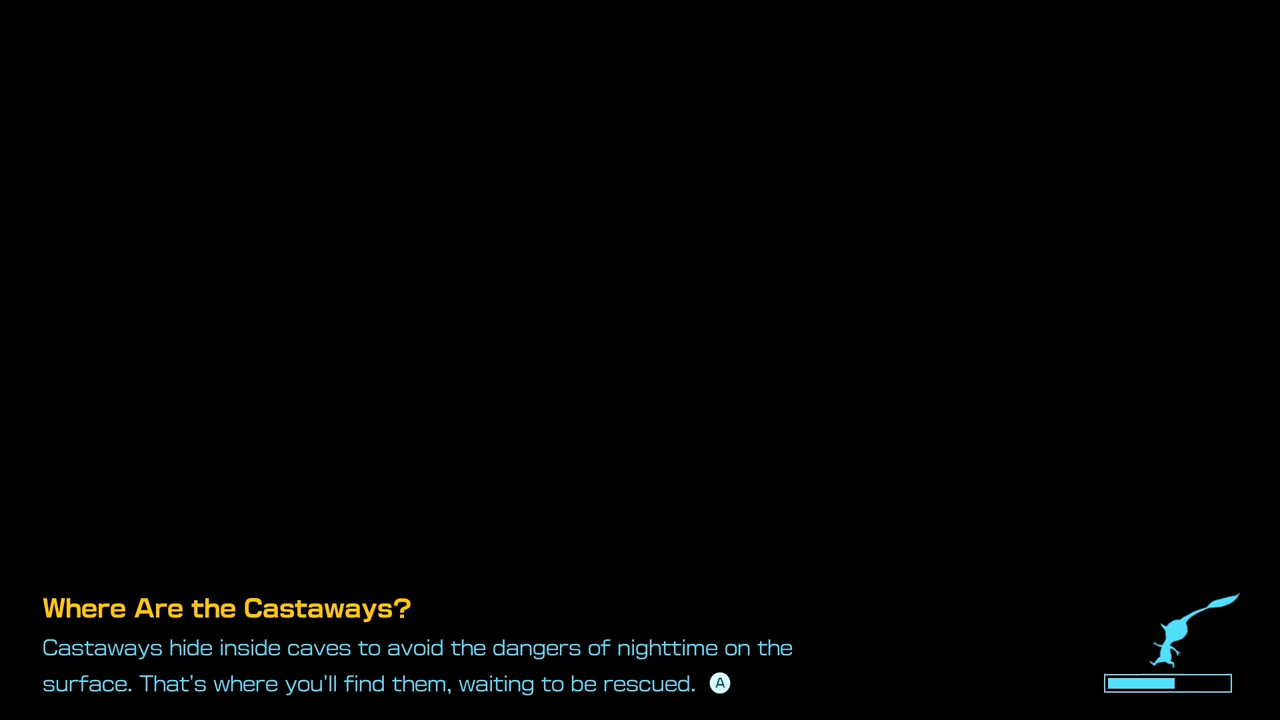 Where Are the Castaways?
Castaways hide inside caves to avoid the dangers of nighttime on the
surface. That's where you'll find them, waiting to be rescued. A